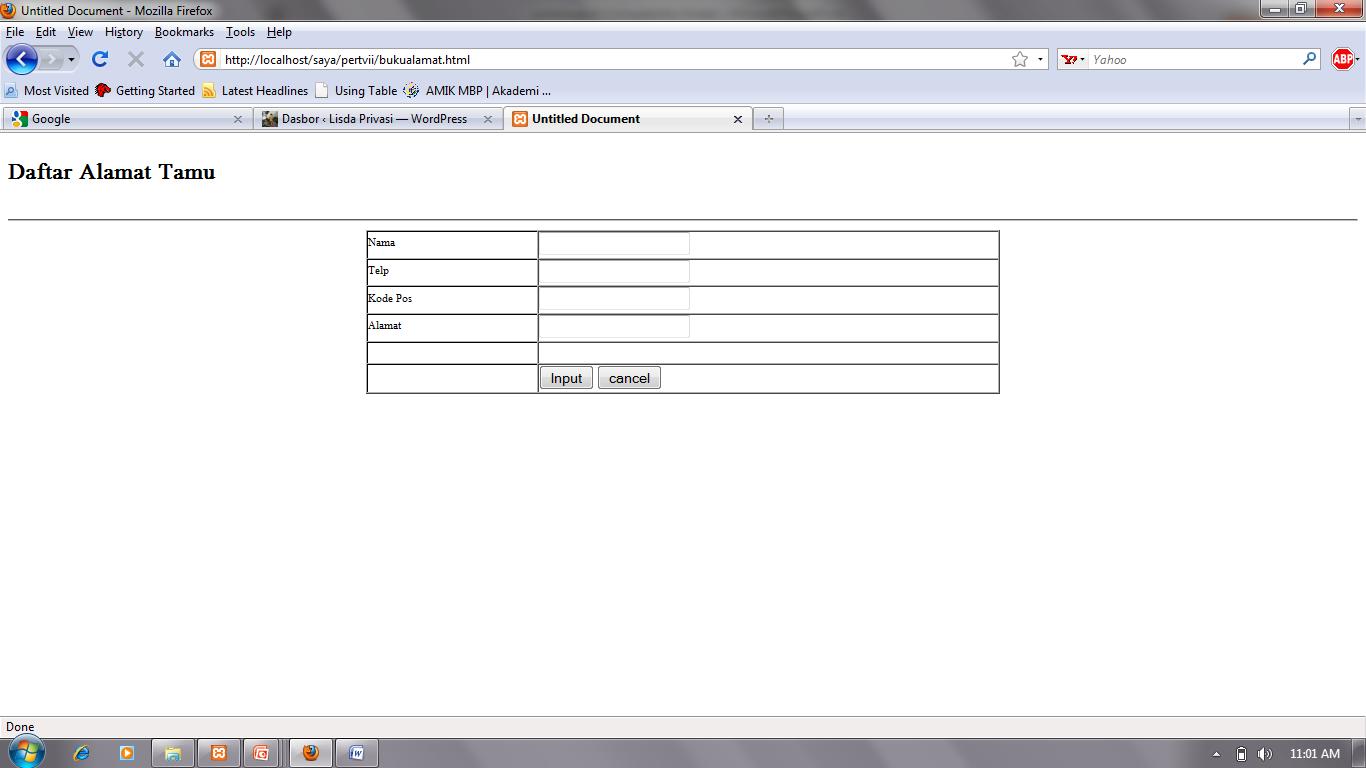 Untitled Document - Mozilla Firefox
File Edit View History Bookmarks Tools Help
http://localhost/saya/pertvii/bukualamat.html Yahoo ABP
Most Visited Getting Started Latest Headlines Using Table AMIK MBP | Akademi ...
Google Dasbor ‹ Lisda Privasi — WordPress Untitled Document
Daftar Alamat Tamu
Nama
Telp
Kode Pos
Alamat
Input cancel
Done
11:01 AM